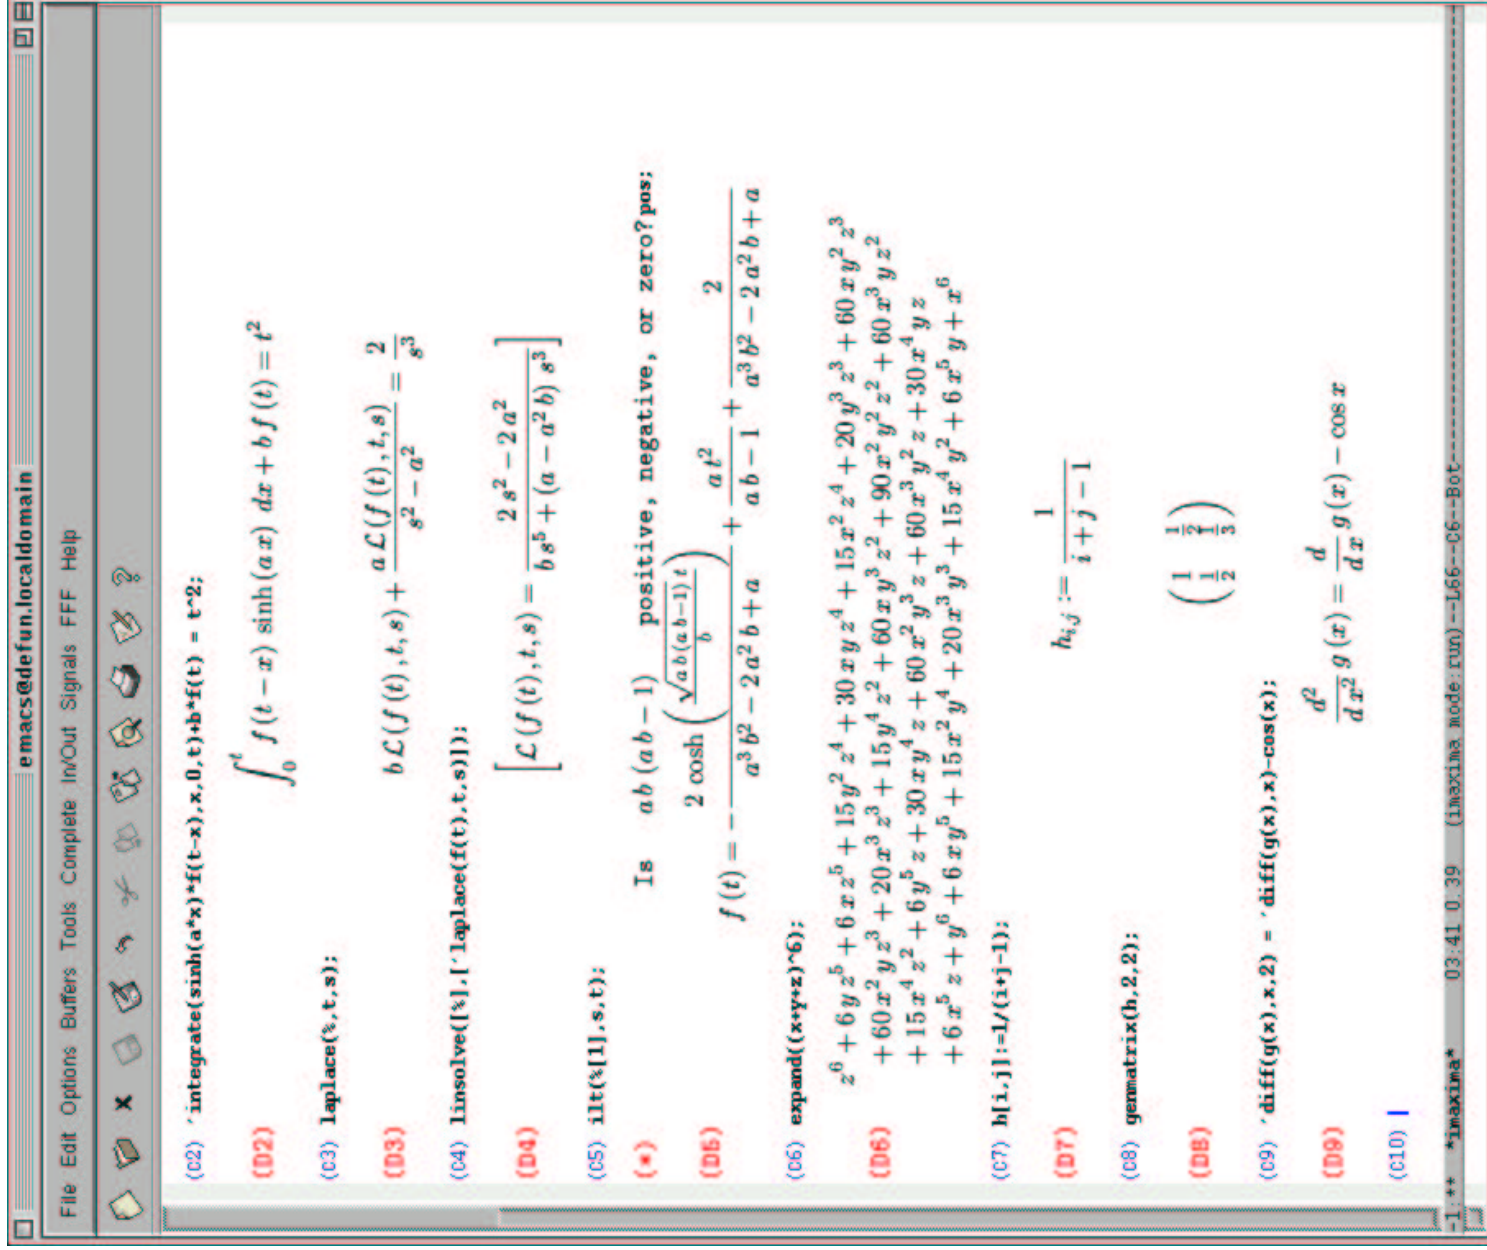 emacs@defun.localdomain
File Edit Options Buffers Tools Complete In/Out Signals FFF Help
(C2) 'integrate(sinh(a*x)*f(t-x),x,0,t)+b*f(t) = t^2;
(D2) ∫₀ᵗ f(t − x) sinh(a x) dx + b f(t) = t²
(C3) laplace(%,t,s);
(D3) b ℒ(f(t), t, s) + a ℒ(f(t), t, s) / (s² − a²) = 2 / s³
(C4) linsolve([%],['laplace(f(t),t,s)]);
(D4) [ ℒ(f(t), t, s) = (2 s² − 2 a²) / (b s⁵ + (a − a² b) s³) ]
(C5) ilt(%[1],s,t);
(*) Is a b (a b − 1) positive, negative, or zero?pos;
(D5) f(t) = − 2 cosh( √(a b (a b−1)) t / b ) / (a³ b² − 2 a² b + a) + a t² / (a b − 1) + 2 / (a³ b² − 2 a² b + a)
(C6) expand((x+y+z)^6);
(D6) z⁶ + 6 y z⁵ + 6 x z⁵ + 15 y² z⁴ + 30 x y z⁴ + 15 x² z⁴ + 20 y³ z³ + 60 x y² z³
+ 60 x² y z³ + 20 x³ z³ + 15 y⁴ z² + 60 x y³ z² + 90 x² y² z² + 60 x³ y z²
+ 15 x⁴ z² + 6 y⁵ z + 30 x y⁴ z + 60 x² y³ z + 60 x³ y² z + 30 x⁴ y z
+ 6 x⁵ z + y⁶ + 6 x y⁵ + 15 x² y⁴ + 20 x³ y³ + 15 x⁴ y² + 6 x⁵ y + x⁶
(C7) h[i,j]:=1/(i+j-1);
(D7) h_{i,j} := 1 / (i + j − 1)
(C8) genmatrix(h,2,2);
(D8) ( 1 1/2
1/2 1/3 )
(C9) 'diff(g(x),x,2) = 'diff(g(x),x)-cos(x);
(D9) d²/d x² g(x) = d/d x g(x) − cos x
(C10)
-1:** *imaxima* 03:41 0.39 (imaxima mode:run)--L66--C6--Bot